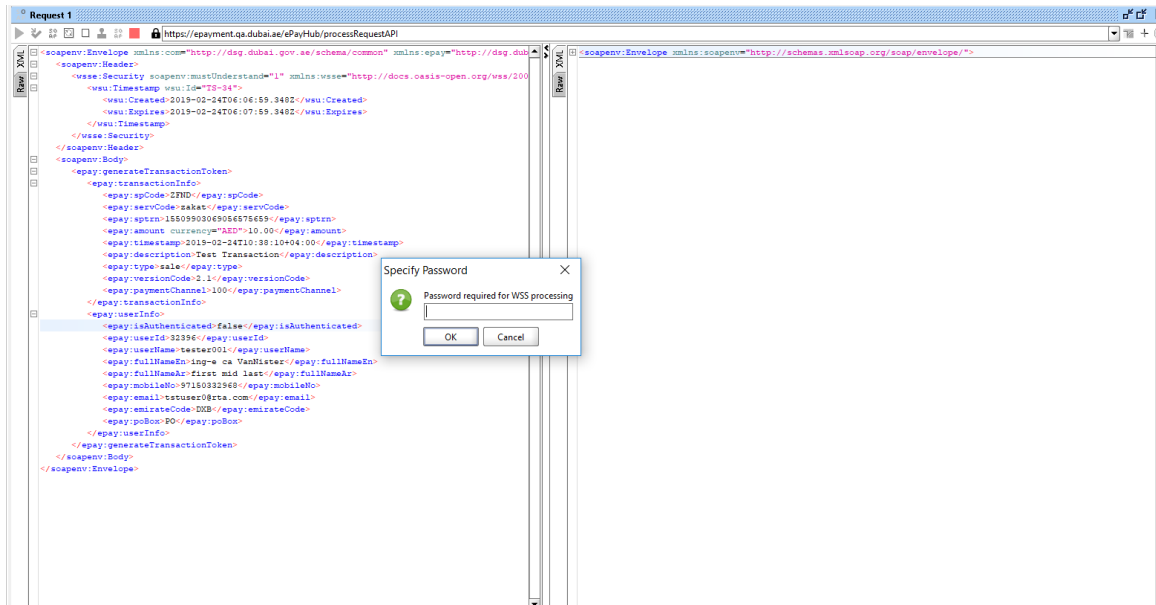 Request 1
https://epayment.qa.dubai.ae/ePayHub/processRequestAPI
XML
Raw
<soapenv:Envelope xmlns:com="http://dsg.dubai.gov.ae/schema/common" xmlns:epay="http://dsg.dub
<soapenv:Header>
<wsse:Security soapenv:mustUnderstand="1" xmlns:wsse="http://docs.oasis-open.org/wss/200
<wsu:Timestamp wsu:Id="TS-34">
<wsu:Created>2019-02-24T06:06:59.348Z</wsu:Created>
<wsu:Expires>2019-02-24T06:07:59.348Z</wsu:Expires>
</wsu:Timestamp>
</wsse:Security>
</soapenv:Header>
<soapenv:Body>
<epay:generateTransactionToken>
<epay:transactionInfo>
<epay:spCode>ZFND</epay:spCode>
<epay:servCode>zakat</epay:servCode>
<epay:sptrn>15509903069056575659</epay:sptrn>
<epay:amount currency="AED">10.00</epay:amount>
<epay:timestamp>2019-02-24T10:38:10+04:00</epay:timestamp>
<epay:description>Test Transaction</epay:description>
<epay:type>sale</epay:type>
<epay:versionCode>2.1</epay:versionCode>
<epay:paymentChannel>100</epay:paymentChannel>
</epay:transactionInfo>
<epay:userInfo>
<epay:isAuthenticated>false</epay:isAuthenticated>
<epay:userId>32396</epay:userId>
<epay:userName>tester001</epay:userName>
<epay:fullNameEn>ing-e ca VanNister</epay:fullNameEn>
<epay:fullNameAr>first mid last</epay:fullNameAr>
<epay:mobileNo>97150332968</epay:mobileNo>
<epay:email>tstuser0@rta.com</epay:email>
<epay:emirateCode>DXB</epay:emirateCode>
<epay:poBox>PO</epay:poBox>
</epay:userInfo>
</epay:generateTransactionToken>
</soapenv:Body>
</soapenv:Envelope>
Specify Password
Password required for WSS processing
OK
Cancel
XML
Raw
<soapenv:Envelope xmlns:soapenv="http://schemas.xmlsoap.org/soap/envelope/">